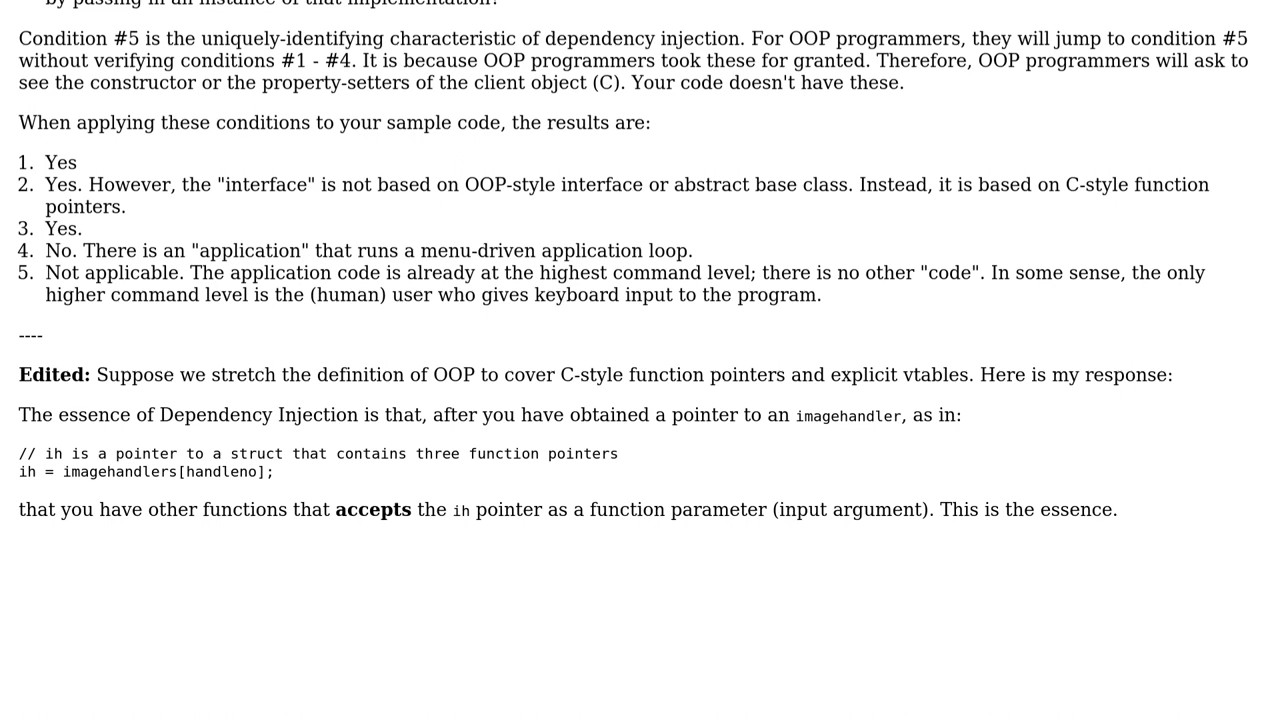 by passing in an instance of that implementation?
Condition #5 is the uniquely-identifying characteristic of dependency injection. For OOP programmers, they will jump to condition #5
without verifying conditions #1 - #4. It is because OOP programmers took these for granted. Therefore, OOP programmers will ask to
see the constructor or the property-setters of the client object (C). Your code doesn't have these.
When applying these conditions to your sample code, the results are:
1. Yes
2. Yes. However, the "interface" is not based on OOP-style interface or abstract base class. Instead, it is based on C-style function
pointers.
3. Yes.
4. No. There is an "application" that runs a menu-driven application loop.
5. Not applicable. The application code is already at the highest command level; there is no other "code". In some sense, the only
higher command level is the (human) user who gives keyboard input to the program.
----
Edited: Suppose we stretch the definition of OOP to cover C-style function pointers and explicit vtables. Here is my response:
The essence of Dependency Injection is that, after you have obtained a pointer to an imagehandler, as in:
// ih is a pointer to a struct that contains three function pointers
ih = imagehandlers[handleno];
that you have other functions that accepts the ih pointer as a function parameter (input argument). This is the essence.